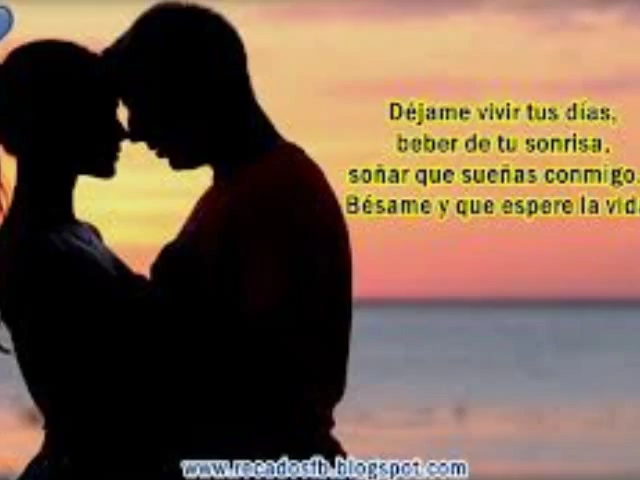 Déjame vivir tus días,
beber de tu sonrisa,
soñar que sueñas conmigo.
Bésame y que espere la vida
www.recadosfb.blogspot.com